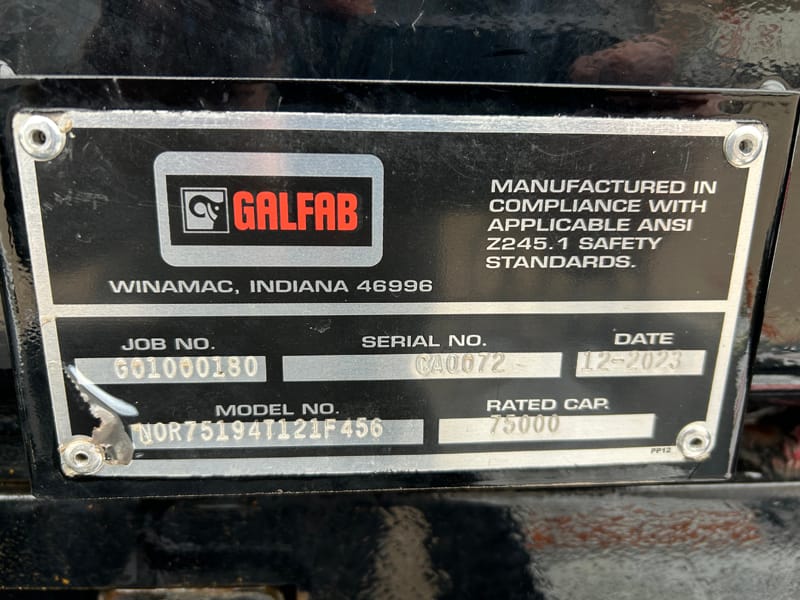 GALFAB
WINAMAC, INDIANA 46996
MANUFACTURED IN
COMPLIANCE WITH
APPLICABLE ANSI
Z245.1 SAFETY
STANDARDS.
JOB NO. SERIAL NO. DATE
G01000180 CA0672 12-2023
MODEL NO. RATED CAP.
NOR75194T121F456 75000
PP12